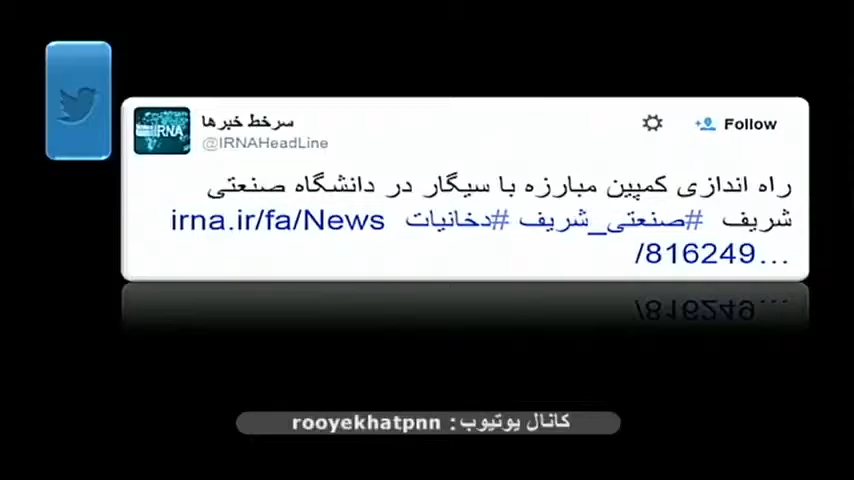 IRNA
سرخط خبرها
@IRNAHeadLine
Follow
راه اندازی کمپین مبارزه با سیگار در دانشگاه صنعتی
شریف #صنعتی_شریف #دخانیات irna.ir/fa/News
/816249...
کانال یوتیوب: rooyekhatpnn